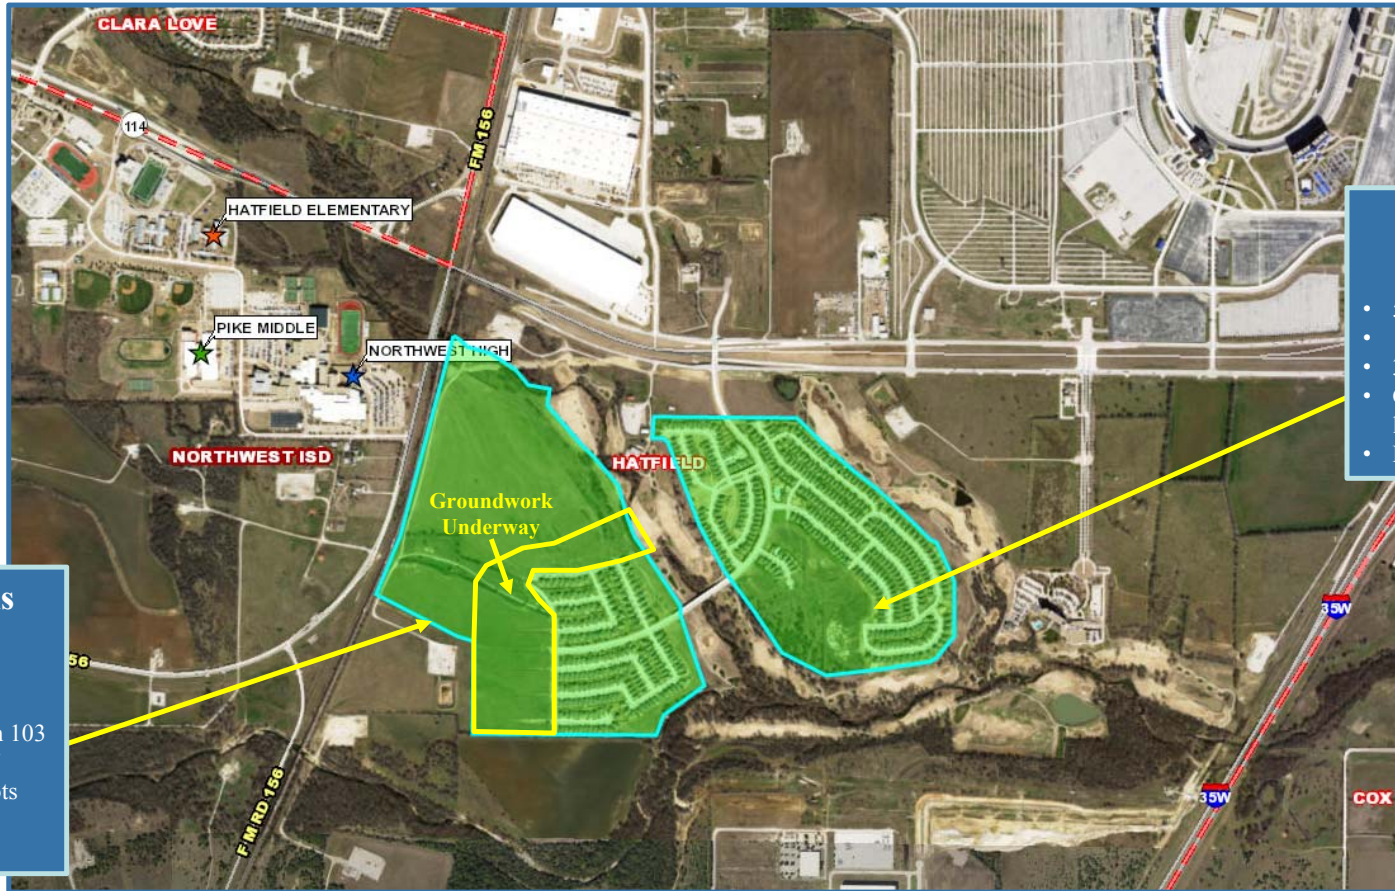 CLARA LOVE
114
FM 156
HATFIELD ELEMENTARY
PIKE MIDDLE
NORTHWEST HIGH
NORTHWEST ISD
HATFIELD
Groundwork
Underway
35W
56
103
FM RD 156
35W
COX